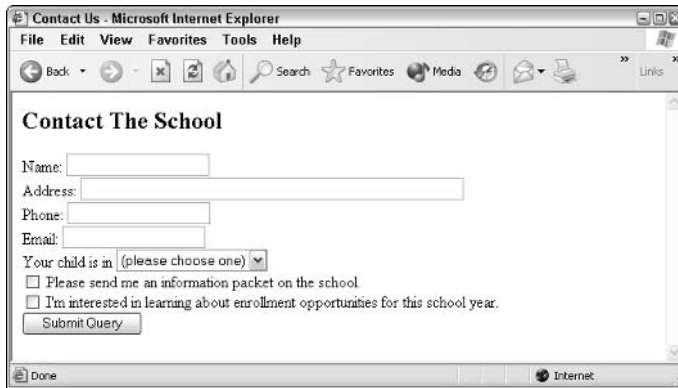 Contact Us - Microsoft Internet Explorer
File Edit View Favorites Tools Help
Back Search Favorites Media » Links »
Contact The School
Name:
Address:
Phone:
Email:
Your child is in (please choose one)
Please send me an information packet on the school.
I'm interested in learning about enrollment opportunities for this school year.
Submit Query
Done Internet